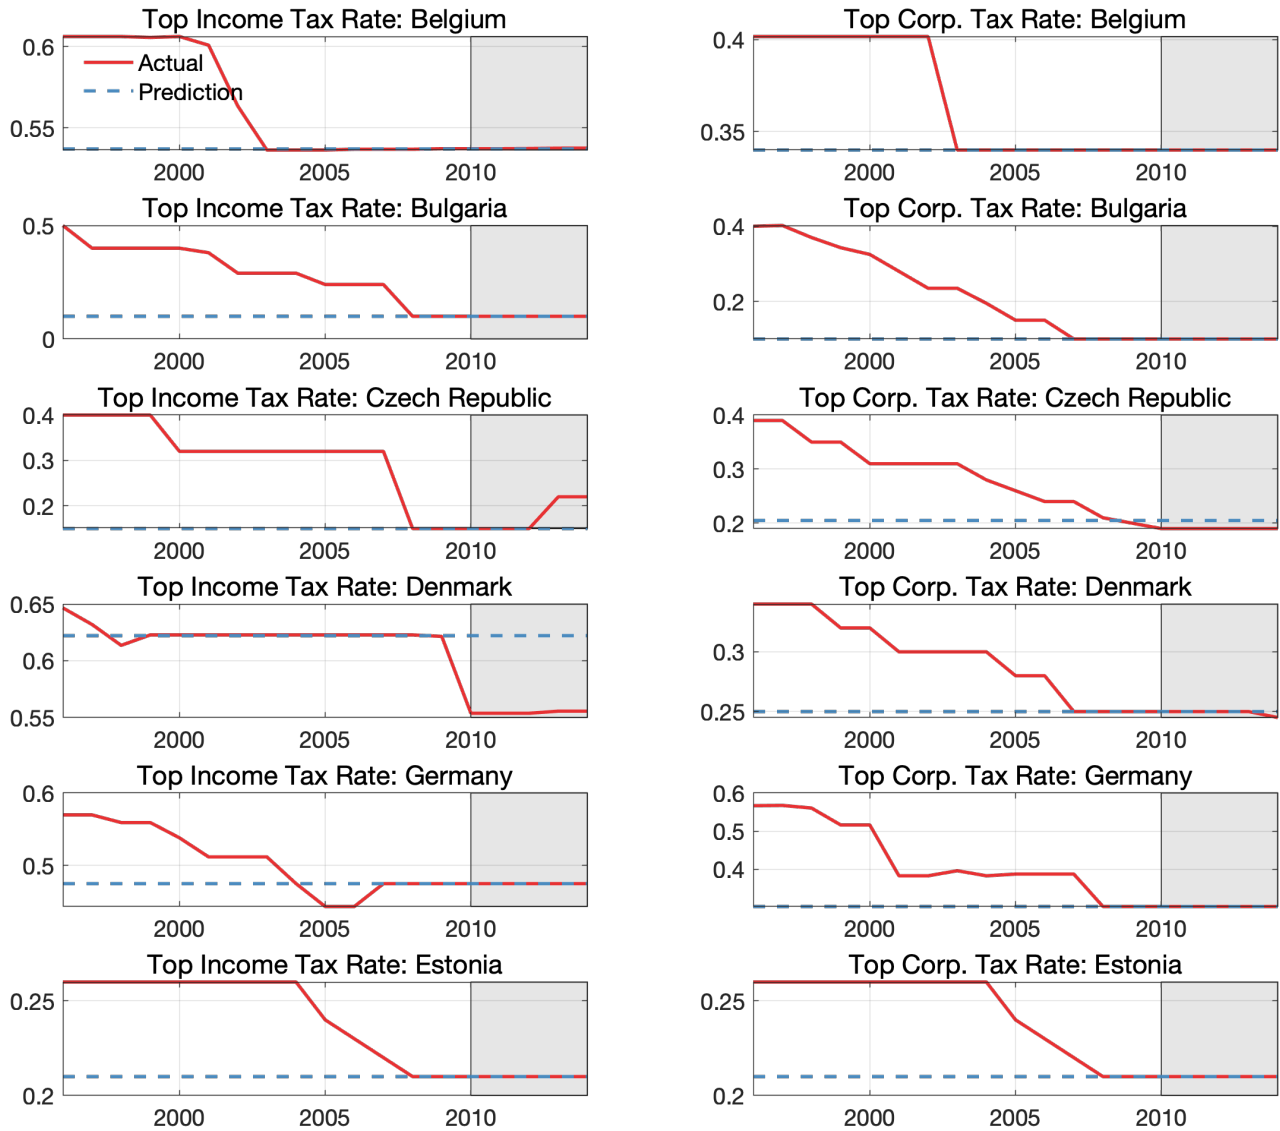 Top Income Tax Rate: Belgium
0.6
0.55
Actual
Prediction
2000 2005 2010
Top Corp. Tax Rate: Belgium
0.4
0.35
2000 2005 2010
Top Income Tax Rate: Bulgaria
0.5
0
2000 2005 2010
Top Corp. Tax Rate: Bulgaria
0.4
0.2
2000 2005 2010
Top Income Tax Rate: Czech Republic
0.4
0.3
0.2
2000 2005 2010
Top Corp. Tax Rate: Czech Republic
0.4
0.3
0.2
2000 2005 2010
Top Income Tax Rate: Denmark
0.65
0.6
0.55
2000 2005 2010
Top Corp. Tax Rate: Denmark
0.3
0.25
2000 2005 2010
Top Income Tax Rate: Germany
0.6
0.5
2000 2005 2010
Top Corp. Tax Rate: Germany
0.6
0.5
0.4
2000 2005 2010
Top Income Tax Rate: Estonia
0.25
0.2
2000 2005 2010
Top Corp. Tax Rate: Estonia
0.25
0.2
2000 2005 2010